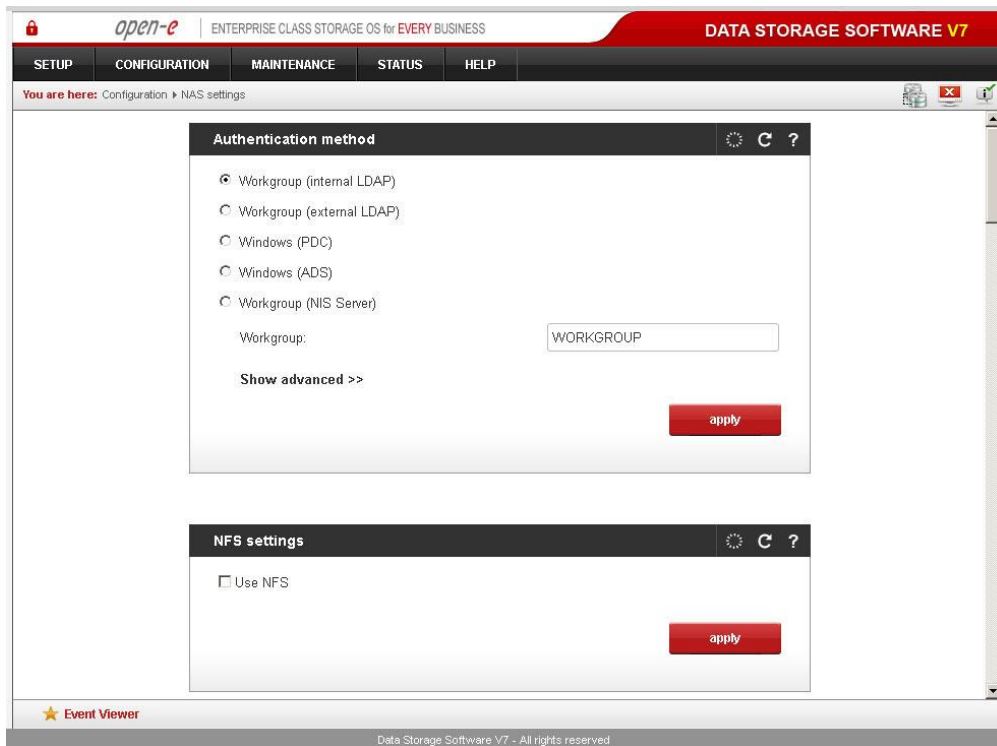 open-e ENTERPRISE CLASS STORAGE OS for EVERY BUSINESS DATA STORAGE SOFTWARE V7
SETUP CONFIGURATION MAINTENANCE STATUS HELP
You are here: Configuration NAS settings
Authentication method ?
Workgroup (internal LDAP)
Workgroup (external LDAP)
Windows (PDC)
Windows (ADS)
Workgroup (NIS Server)
Workgroup: WORKGROUP
Show advanced >>
apply
NFS settings ?
Use NFS
apply
Event Viewer
Data Storage Software V7 - All rights reserved